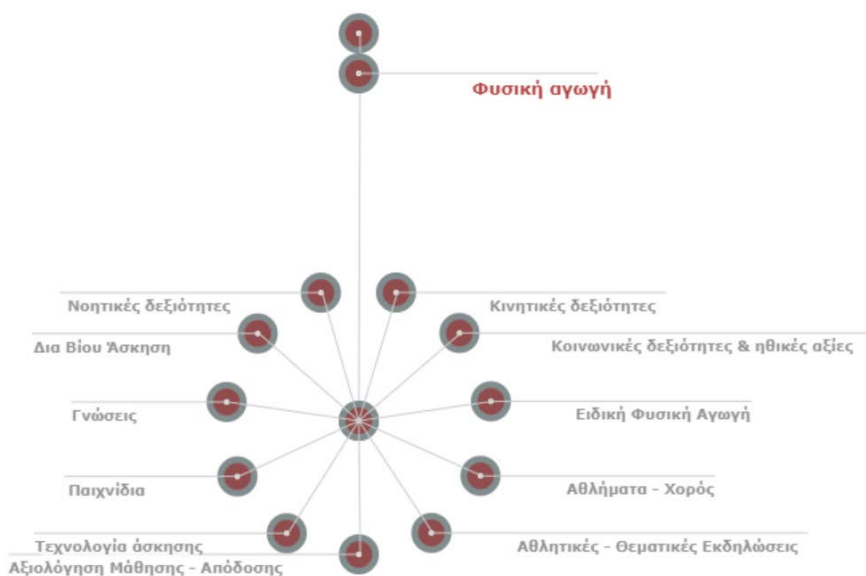 Φυσική αγωγή
Νοητικές δεξιότητες
Κινητικές δεξιότητες
Δια Βίου Άσκηση
Κοινωνικές δεξιότητες & ηθικές αξίες
Γνώσεις
Ειδική Φυσική Αγωγή
Παιχνίδια
Αθλήματα - Χορός
Τεχνολογία άσκησης
Αθλητικές - Θεματικές Εκδηλώσεις
Αξιολόγηση Μάθησης - Απόδοσης